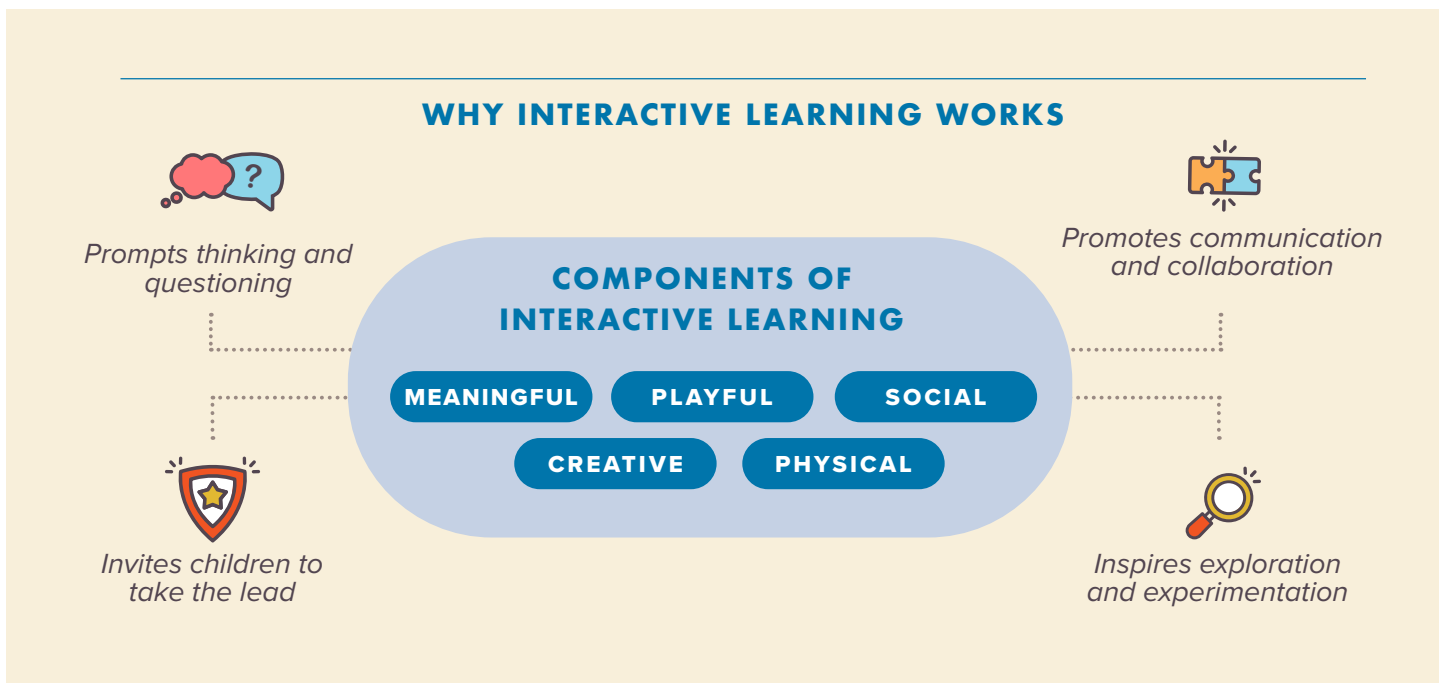 WHY INTERACTIVE LEARNING WORKS
?
Prompts thinking and
questioning
Promotes communication
and collaboration
COMPONENTS OF
INTERACTIVE LEARNING
MEANINGFUL PLAYFUL SOCIAL
CREATIVE PHYSICAL
Invites children to
take the lead
Inspires exploration
and experimentation